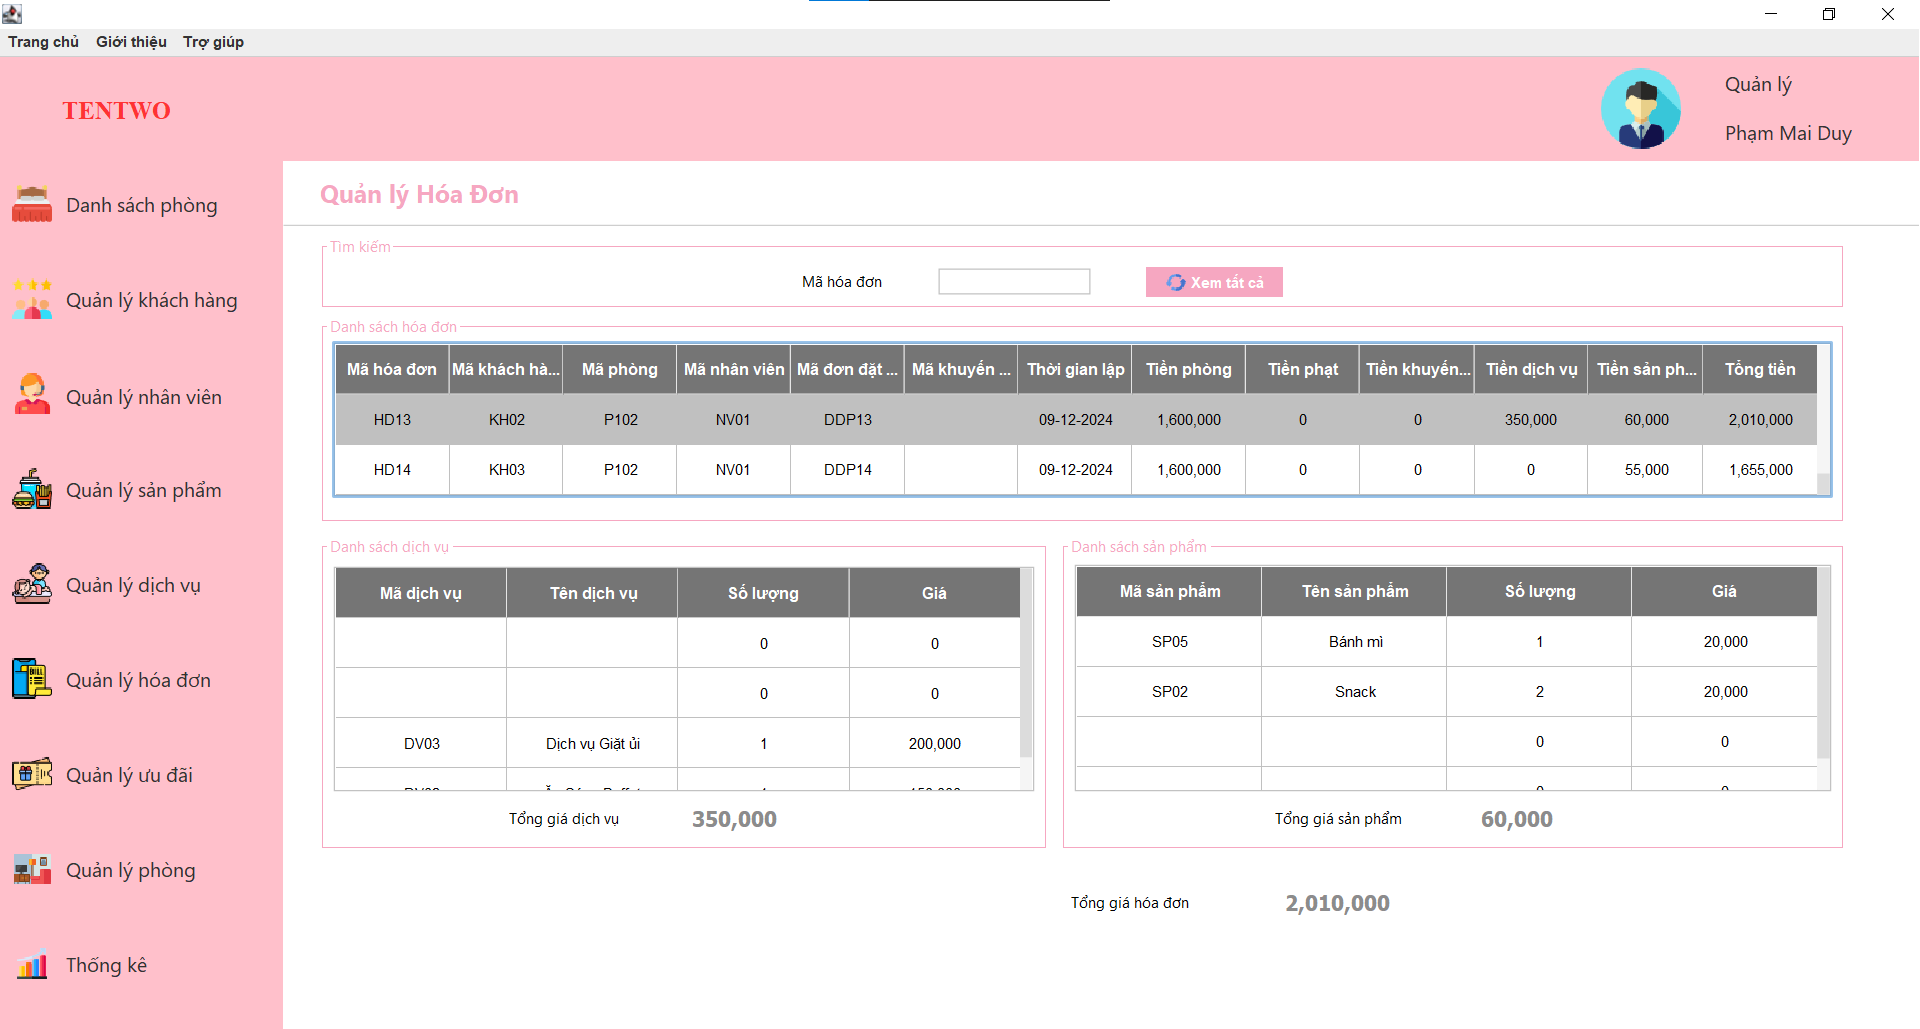 Trang chủ Giới thiệu Trợ giúp
TENTWO
Quản lý
Phạm Mai Duy
Danh sách phòng
Quản lý khách hàng
Quản lý nhân viên
Quản lý sản phẩm
Quản lý dịch vụ
Quản lý hóa đơn
Quản lý ưu đãi
Quản lý phòng
Thống kê
Quản lý Hóa Đơn
Tìm kiếm
Mã hóa đơn Xem tất cả
Danh sách hóa đơn
Mã hóa đơn Mã khách hà... Mã phòng Mã nhân viên Mã đơn đặt ... Mã khuyến ... Thời gian lập Tiền phòng Tiền phạt Tiền khuyến... Tiền dịch vụ Tiền sản ph... Tổng tiền
HD13 KH02 P102 NV01 DDP13 09-12-2024 1,600,000 0 0 350,000 60,000 2,010,000
HD14 KH03 P102 NV01 DDP14 09-12-2024 1,600,000 0 0 0 55,000 1,655,000
Danh sách dịch vụ
Mã dịch vụ Tên dịch vụ Số lượng Giá
0 0
0 0
DV03 Dịch vụ Giặt ủi 1 200,000
Tổng giá dịch vụ 350,000
Danh sách sản phẩm
Mã sản phẩm Tên sản phẩm Số lượng Giá
SP05 Bánh mì 1 20,000
SP02 Snack 2 20,000
0 0
Tổng giá sản phẩm 60,000
Tổng giá hóa đơn 2,010,000